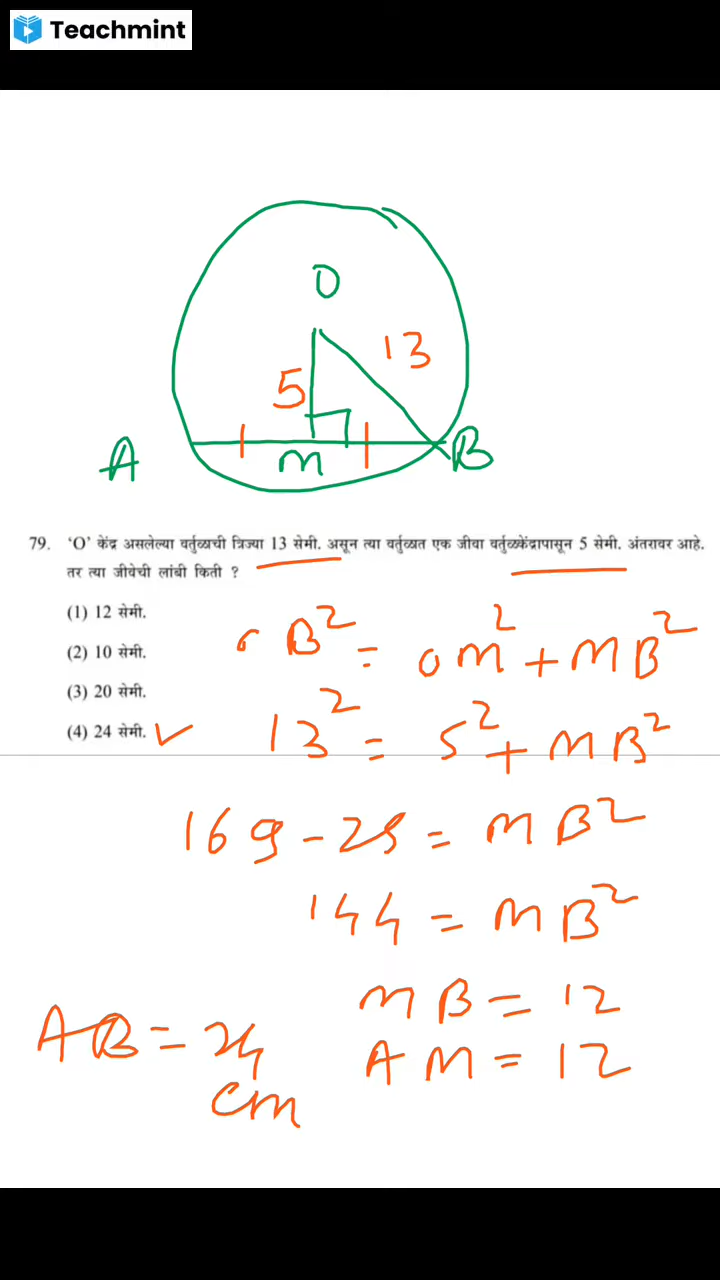 Teachmint
O
13
5
A
M
B
79. 'O' केंद्र असलेल्या वर्तुळाची त्रिज्या 13 सेमी. असून त्या वर्तुळात एक जीवा वर्तुळकेंद्रापासून 5 सेमी. अंतरावर आहे.
तर त्या जीवेची लांबी किती ?
(1) 12 सेमी.
(2) 10 सेमी.
(3) 20 सेमी.
(4) 24 सेमी. ✓
OB² = OM² + MB²
13² = 5² + MB²
169 - 25 = MB²
144 = MB²
MB = 12
AM = 12
AB = 24
cm